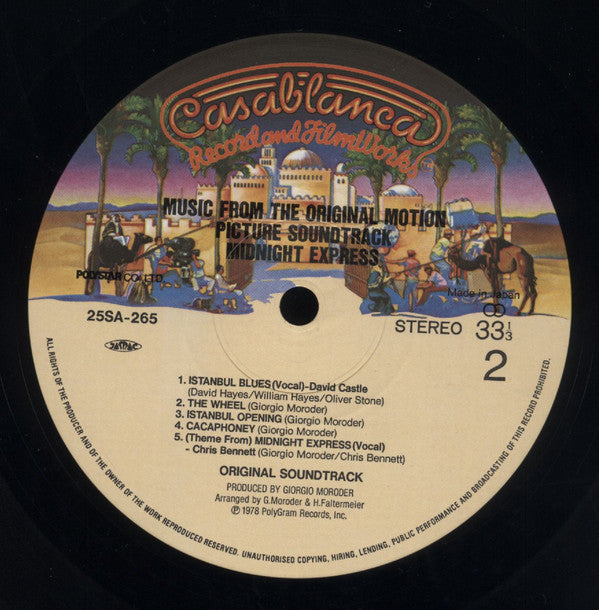 Casablanca
Record and FilmWorks
MUSIC FROM THE ORIGINAL MOTION
PICTURE SOUNDTRACK
MIDNIGHT EXPRESS
POLYSTAR CO., LTD.
Made in Japan
25SA-265
STEREO 33 1/3
JASRAC
2
1. ISTANBUL BLUES (Vocal)-David Castle
(David Hayes/William Hayes/Oliver Stone)
2. THE WHEEL (Giorgio Moroder)
3. ISTANBUL OPENING (Giorgio Moroder)
4. CACAPHONEY (Giorgio Moroder)
5. (Theme From) MIDNIGHT EXPRESS (Vocal)
- Chris Bennett (Giorgio Moroder/Chris Bennett)
ORIGINAL SOUNDTRACK
PRODUCED BY GIORGIO MORODER
Arranged by G.Moroder & H.Faltermeier
℗ 1978 PolyGram Records, Inc.
ALL RIGHTS OF THE PRODUCER AND OF THE OWNER OF THE WORK REPRODUCED RESERVED. UNAUTHORISED COPYING, HIRING, LENDING, PUBLIC PERFORMANCE AND BROADCASTING OF THIS RECORD PROHIBITED.